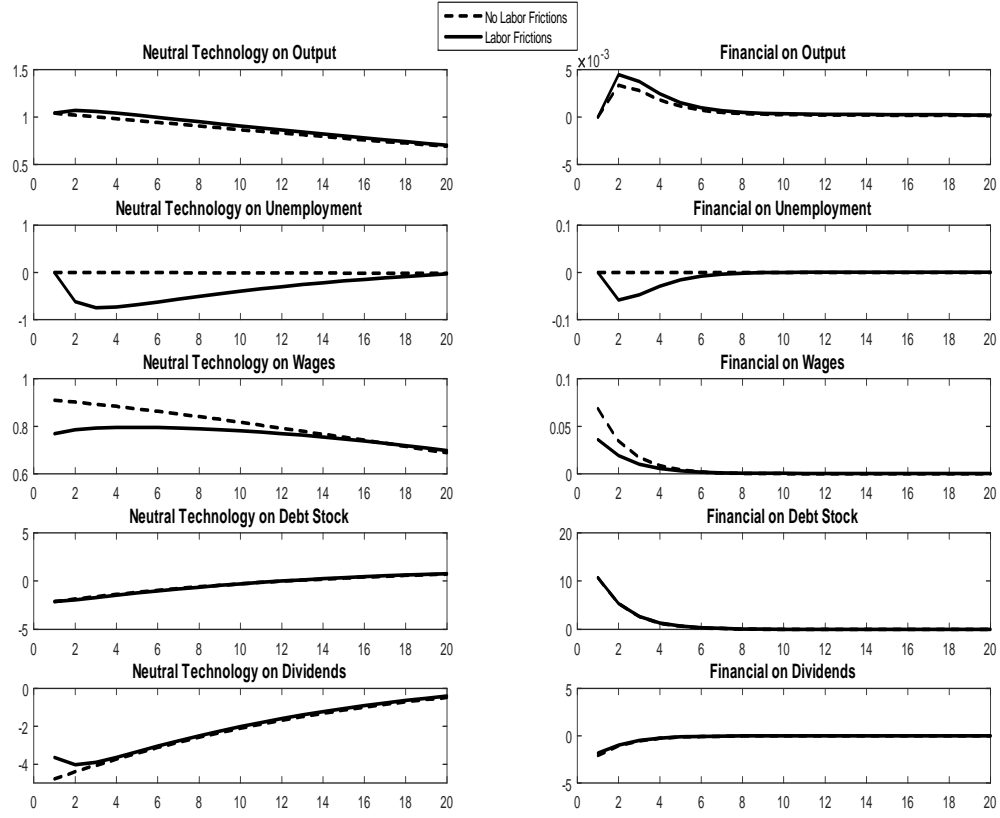 No Labor Frictions
Labor Frictions
Neutral Technology on Output
1.5
1
0.5
0 2 4 6 8 10 12 14 16 18 20
Financial on Output
×10-3
5
0
-5
0 2 4 6 8 10 12 14 16 18 20
Neutral Technology on Unemployment
1
0
-1
0 2 4 6 8 10 12 14 16 18 20
Financial on Unemployment
0.1
0
-0.1
0 2 4 6 8 10 12 14 16 18 20
Neutral Technology on Wages
1
0.8
0.6
0 2 4 6 8 10 12 14 16 18 20
Financial on Wages
0.1
0.05
0
0 2 4 6 8 10 12 14 16 18 20
Neutral Technology on Debt Stock
5
0
-5
0 2 4 6 8 10 12 14 16 18 20
Financial on Debt Stock
20
10
0
0 2 4 6 8 10 12 14 16 18 20
Neutral Technology on Dividends
0
-2
-4
0 2 4 6 8 10 12 14 16 18 20
Financial on Dividends
5
0
-5
0 2 4 6 8 10 12 14 16 18 20